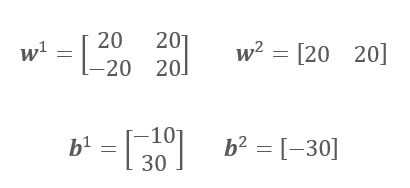 w¹ = [20 20 w² = [20 20]
-20 20]
b¹ = [-10 b² = [-30]
30]